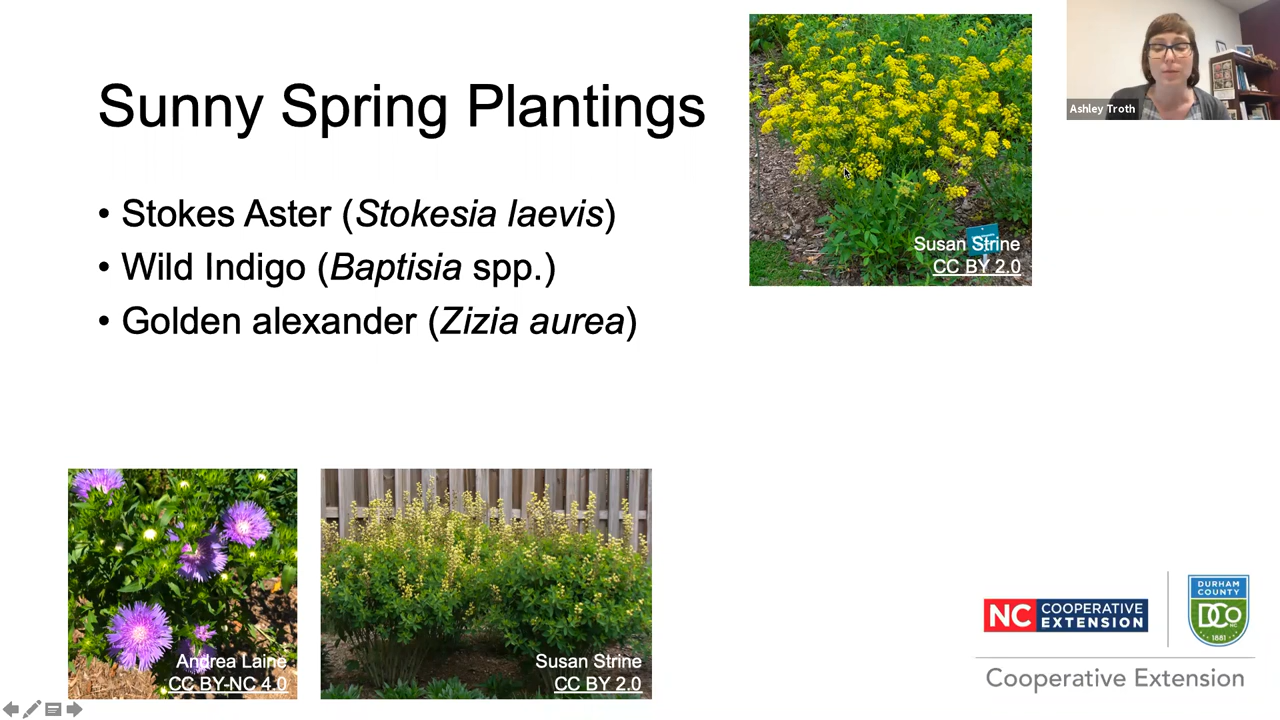 Sunny Spring Plantings
• Stokes Aster (Stokesia laevis)
• Wild Indigo (Baptisia spp.)
• Golden alexander (Zizia aurea)
Susan Strine
CC BY 2.0
Ashley Troth
Andrea Laine
CC BY-NC 4.0
Susan Strine
CC BY 2.0
NC COOPERATIVE
EXTENSION
DURHAM
COUNTY
DCO
NC
1881
Cooperative Extension